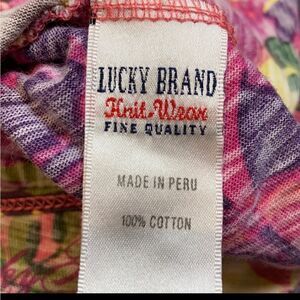 LUCKY BRAND
Knit-Wear
FINE QUALITY
MADE IN PERU
100% COTTON